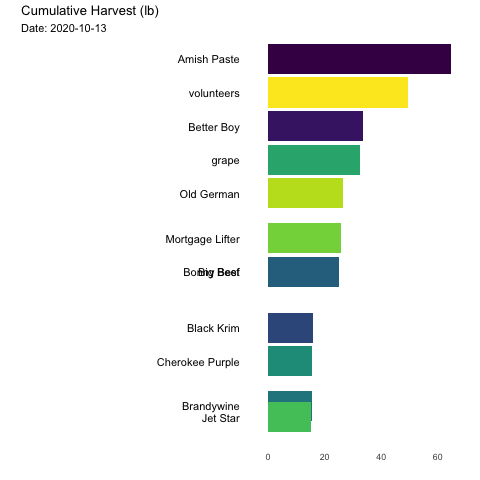 Cumulative Harvest (lb)
Date: 2020-10-13
Amish Paste
volunteers
Better Boy
grape
Old German
Mortgage Lifter
Black Krim
Cherokee Purple
Brandywine
Jet Star
0 20 40 60